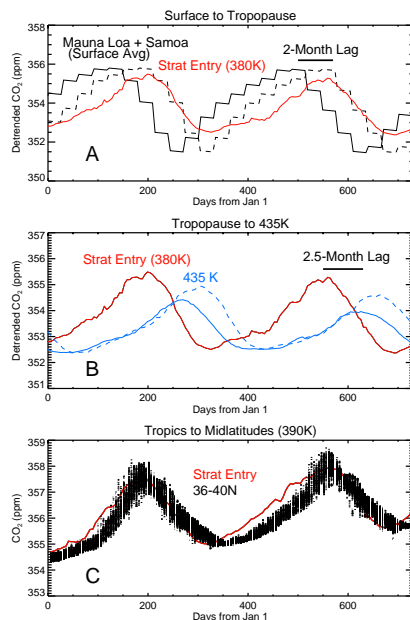 Surface to Tropopause
358
356
354
352
350
Detrended CO2 (ppm)
Mauna Loa + Samoa
(Surface Avg)
2-Month Lag
Strat Entry (380K)
A
0 200 400 600
Days from Jan 1
Tropopause to 435K
357
356
355
354
353
352
351
Detrended CO2 (ppm)
Strat Entry (380K)
435 K
2.5-Month Lag
B
0 200 400 600
Days from Jan 1
Tropics to Midlatitudes (390K)
359
358
357
356
355
354
353
CO2 (ppm)
Strat Entry
36-40N
C
0 200 400 600
Days from Jan 1